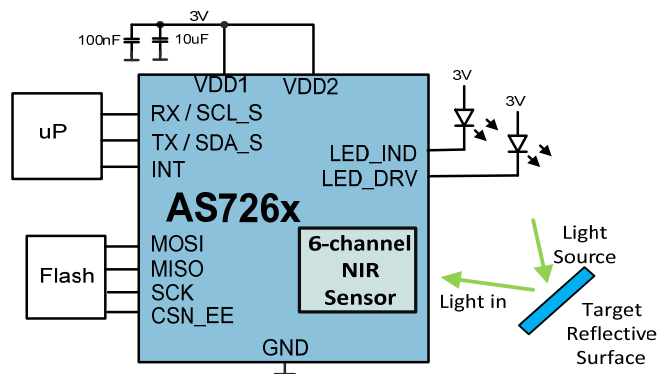 3V
100nF
10uF
VDD1
VDD2
3V
3V
uP
RX / SCL_S
TX / SDA_S
INT
LED_IND
LED_DRV
AS726x
Flash
MOSI
MISO
SCK
CSN_EE
6-channel
NIR
Sensor
Light in
Light
Source
Target
Reflective
Surface
GND